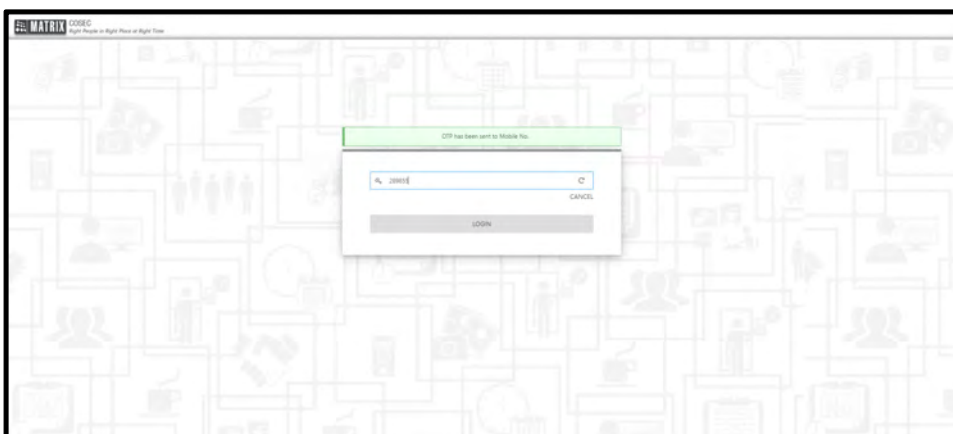 MATRIX COSEC
Right People in Right Place at Right Time
OTP has been sent to Mobile No.
CANCEL
LOGIN